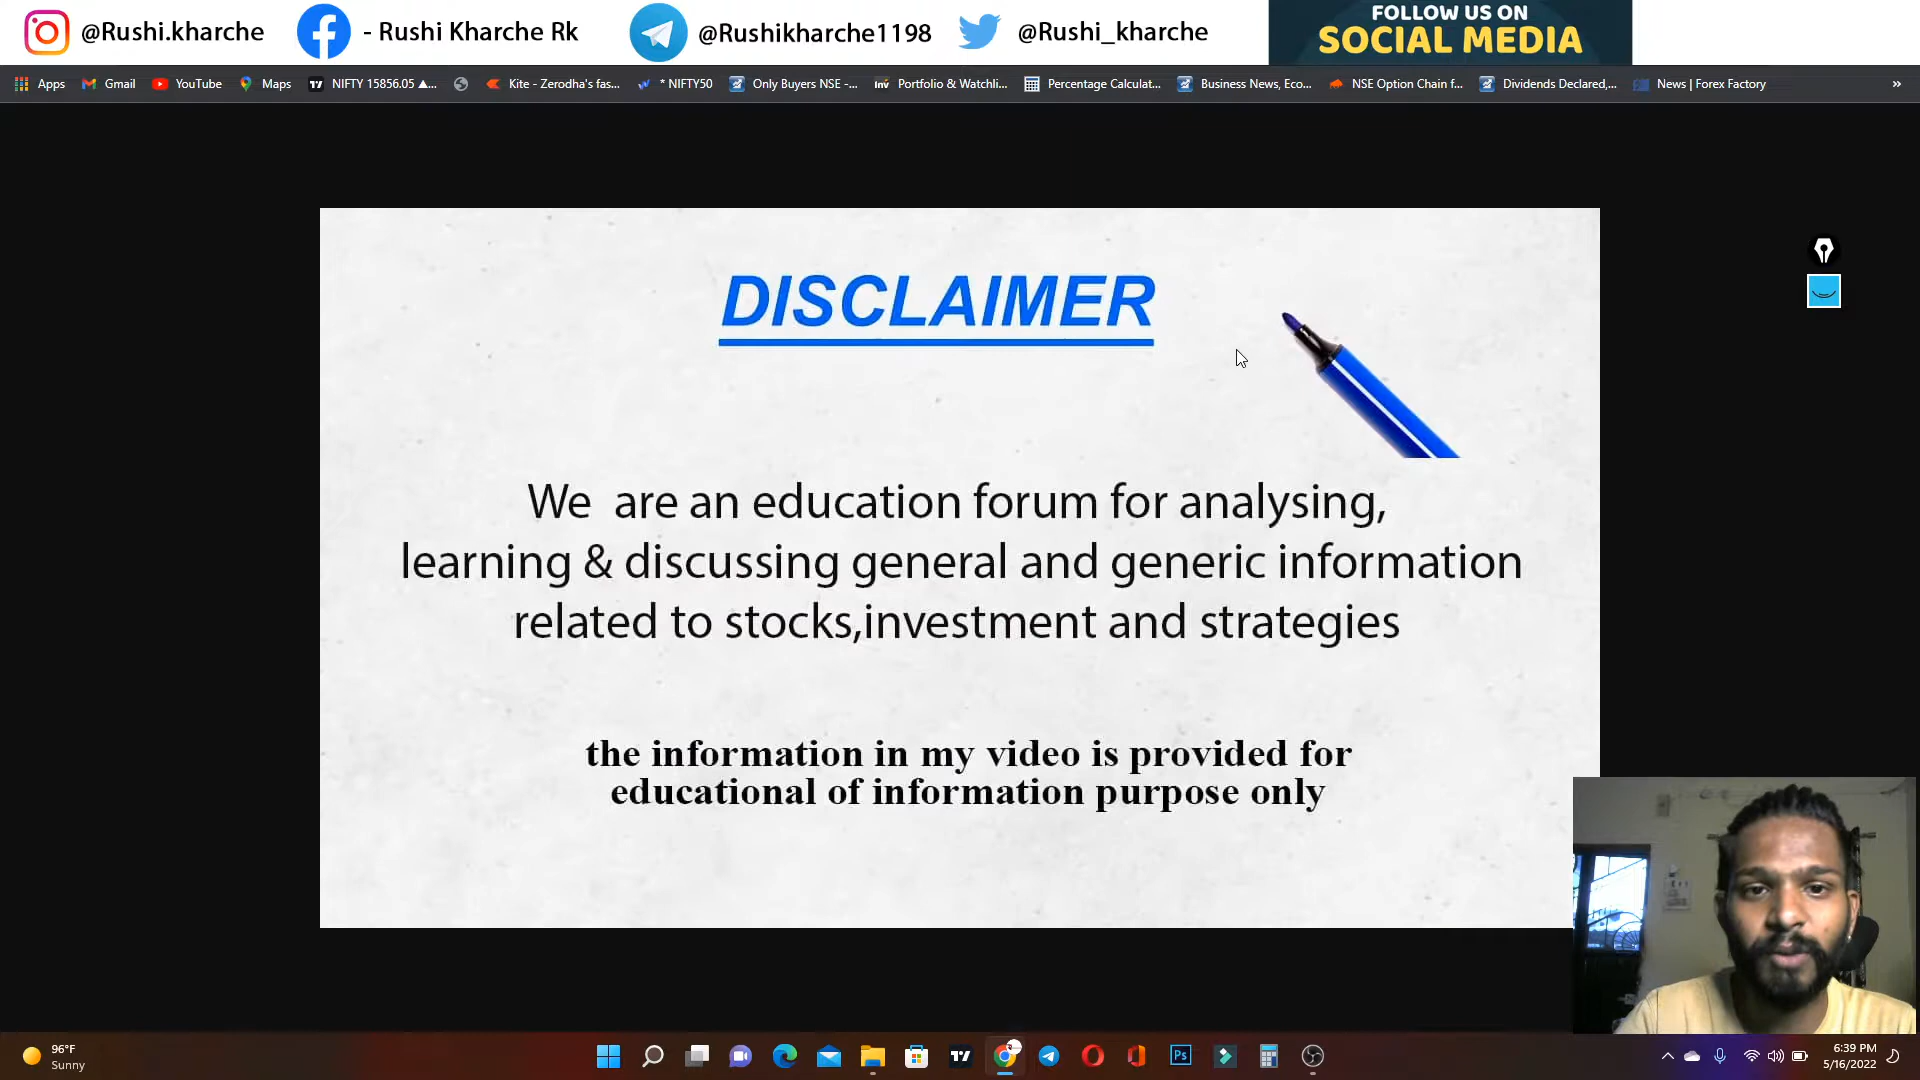 @Rushi.kharche - Rushi Kharche Rk @Rushikharche1198 @Rushi_kharche
FOLLOW US ON
SOCIAL MEDIA
Apps Gmail YouTube Maps NIFTY 15856.05 ▲... Kite - Zerodha's fas... * NIFTY50 Only Buyers NSE -... Portfolio & Watchli... Percentage Calculat... Business News, Eco... NSE Option Chain f... Dividends Declared,... News | Forex Factory »
DISCLAIMER
We are an education forum for analysing,
learning & discussing general and generic information
related to stocks,investment and strategies
the information in my video is provided for
educational of information purpose only
96°F
Sunny
6:39 PM
5/16/2022